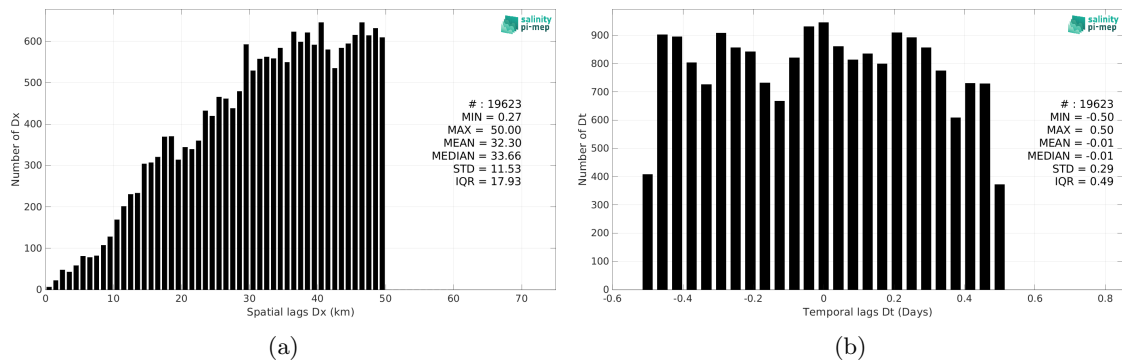 salinity
pi-mep
# : 19623
MIN = 0.27
MAX = 50.00
MEAN = 32.30
MEDIAN = 33.66
STD = 11.53
IQR = 17.93
Number of Dx
600
500
400
300
200
100
0
0 10 20 30 40 50 60 70
Spatial lags Dx (km)
(a)
salinity
pi-mep
# : 19623
MIN = -0.50
MAX = 0.50
MEAN = -0.01
MEDIAN = -0.01
STD = 0.29
IQR = 0.49
Number of Dt
900
800
700
600
500
400
300
200
100
0
-0.6 -0.4 -0.2 0 0.2 0.4 0.6 0.8
Temporal lags Dt (Days)
(b)